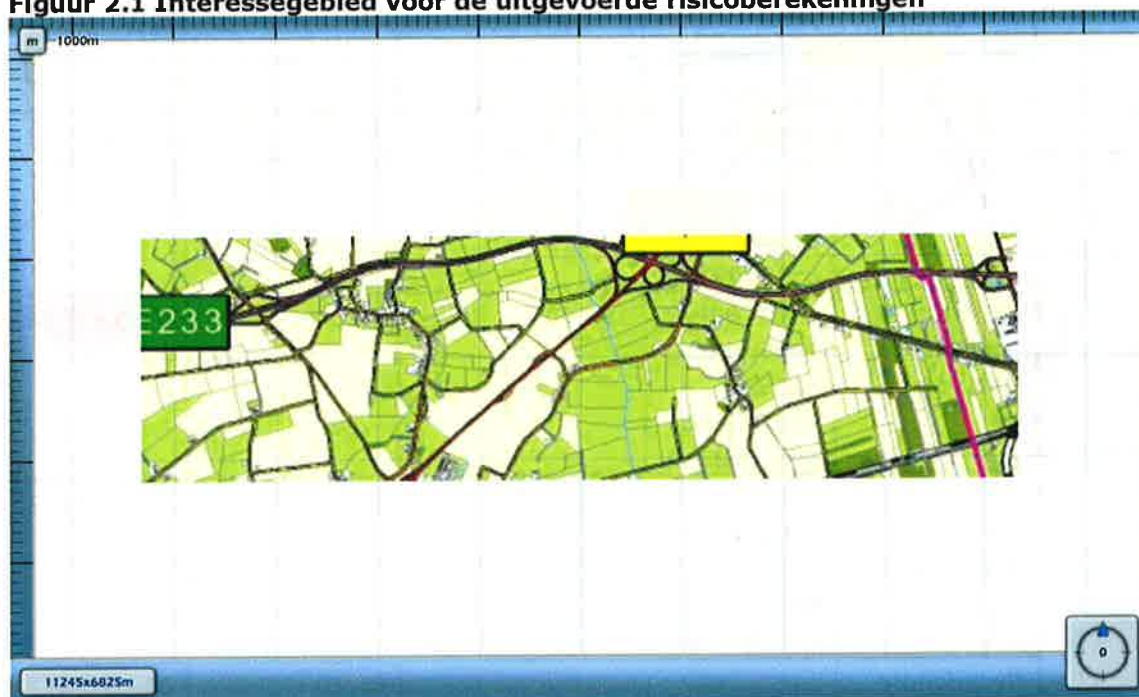 Figuur 2.1 Interessegebied voor de uitgevoerde risicoberekeningen
m
-1000m
E233
0
11245x6825m